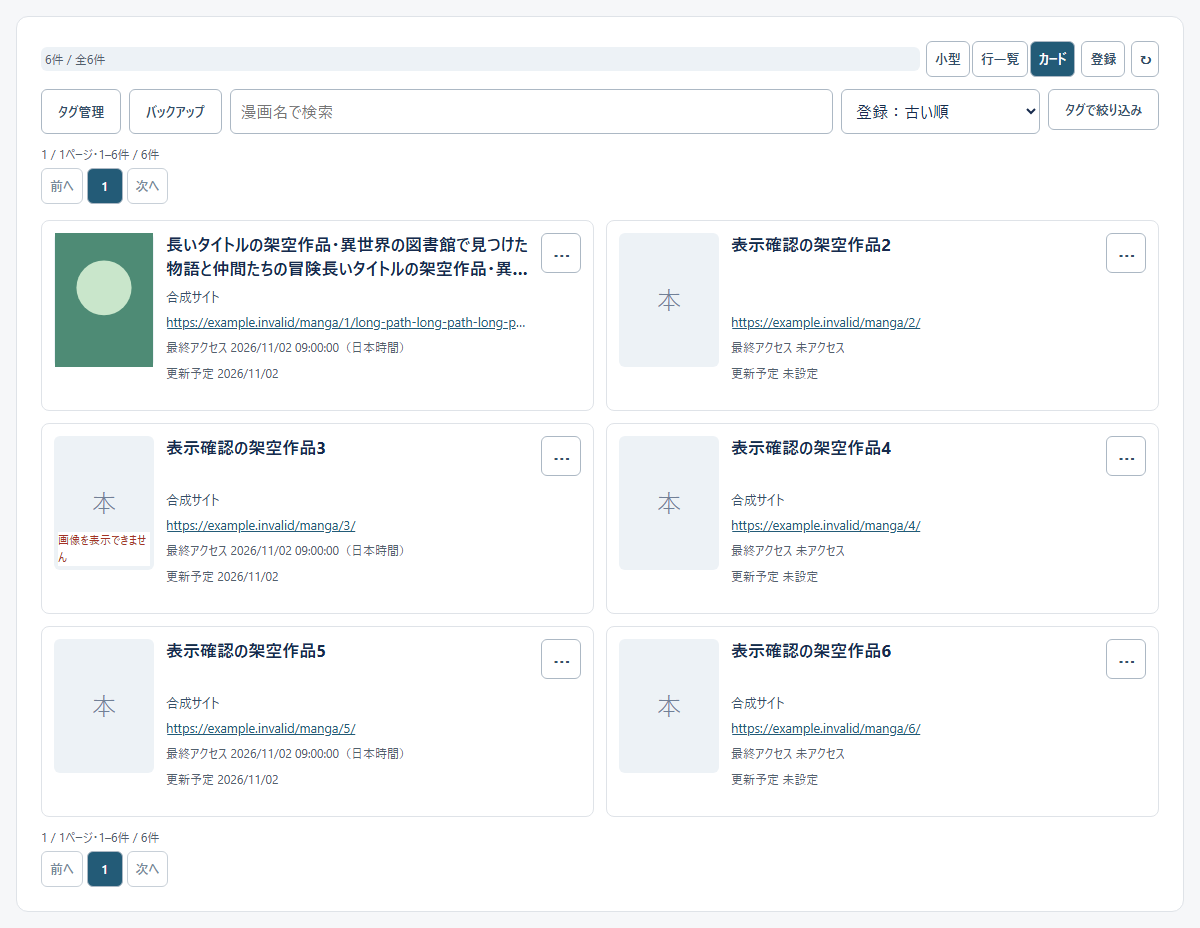 6件 / 全6件
小型
行一覧
カード
登録
↻
タグ管理
バックアップ
漫画名で検索
登録：古い順
タグで絞り込み
1 / 1ページ・1–6件 / 6件
前へ
1
次へ
長いタイトルの架空作品・異世界の図書館で見つけた
物語と仲間たちの冒険長いタイトルの架空作品・異...
...
合成サイト
https://example.invalid/manga/1/long-path-long-path-long-p...
最終アクセス 2026/11/02 09:00:00（日本時間）
更新予定 2026/11/02
本
表示確認の架空作品2
...
https://example.invalid/manga/2/
最終アクセス 未アクセス
更新予定 未設定
本
画像を表示できませ
ん
表示確認の架空作品3
...
合成サイト
https://example.invalid/manga/3/
最終アクセス 2026/11/02 09:00:00（日本時間）
更新予定 2026/11/02
本
表示確認の架空作品4
...
合成サイト
https://example.invalid/manga/4/
最終アクセス 未アクセス
更新予定 未設定
本
表示確認の架空作品5
...
合成サイト
https://example.invalid/manga/5/
最終アクセス 2026/11/02 09:00:00（日本時間）
更新予定 2026/11/02
本
表示確認の架空作品6
...
合成サイト
https://example.invalid/manga/6/
最終アクセス 未アクセス
更新予定 未設定
1 / 1ページ・1–6件 / 6件
前へ
1
次へ